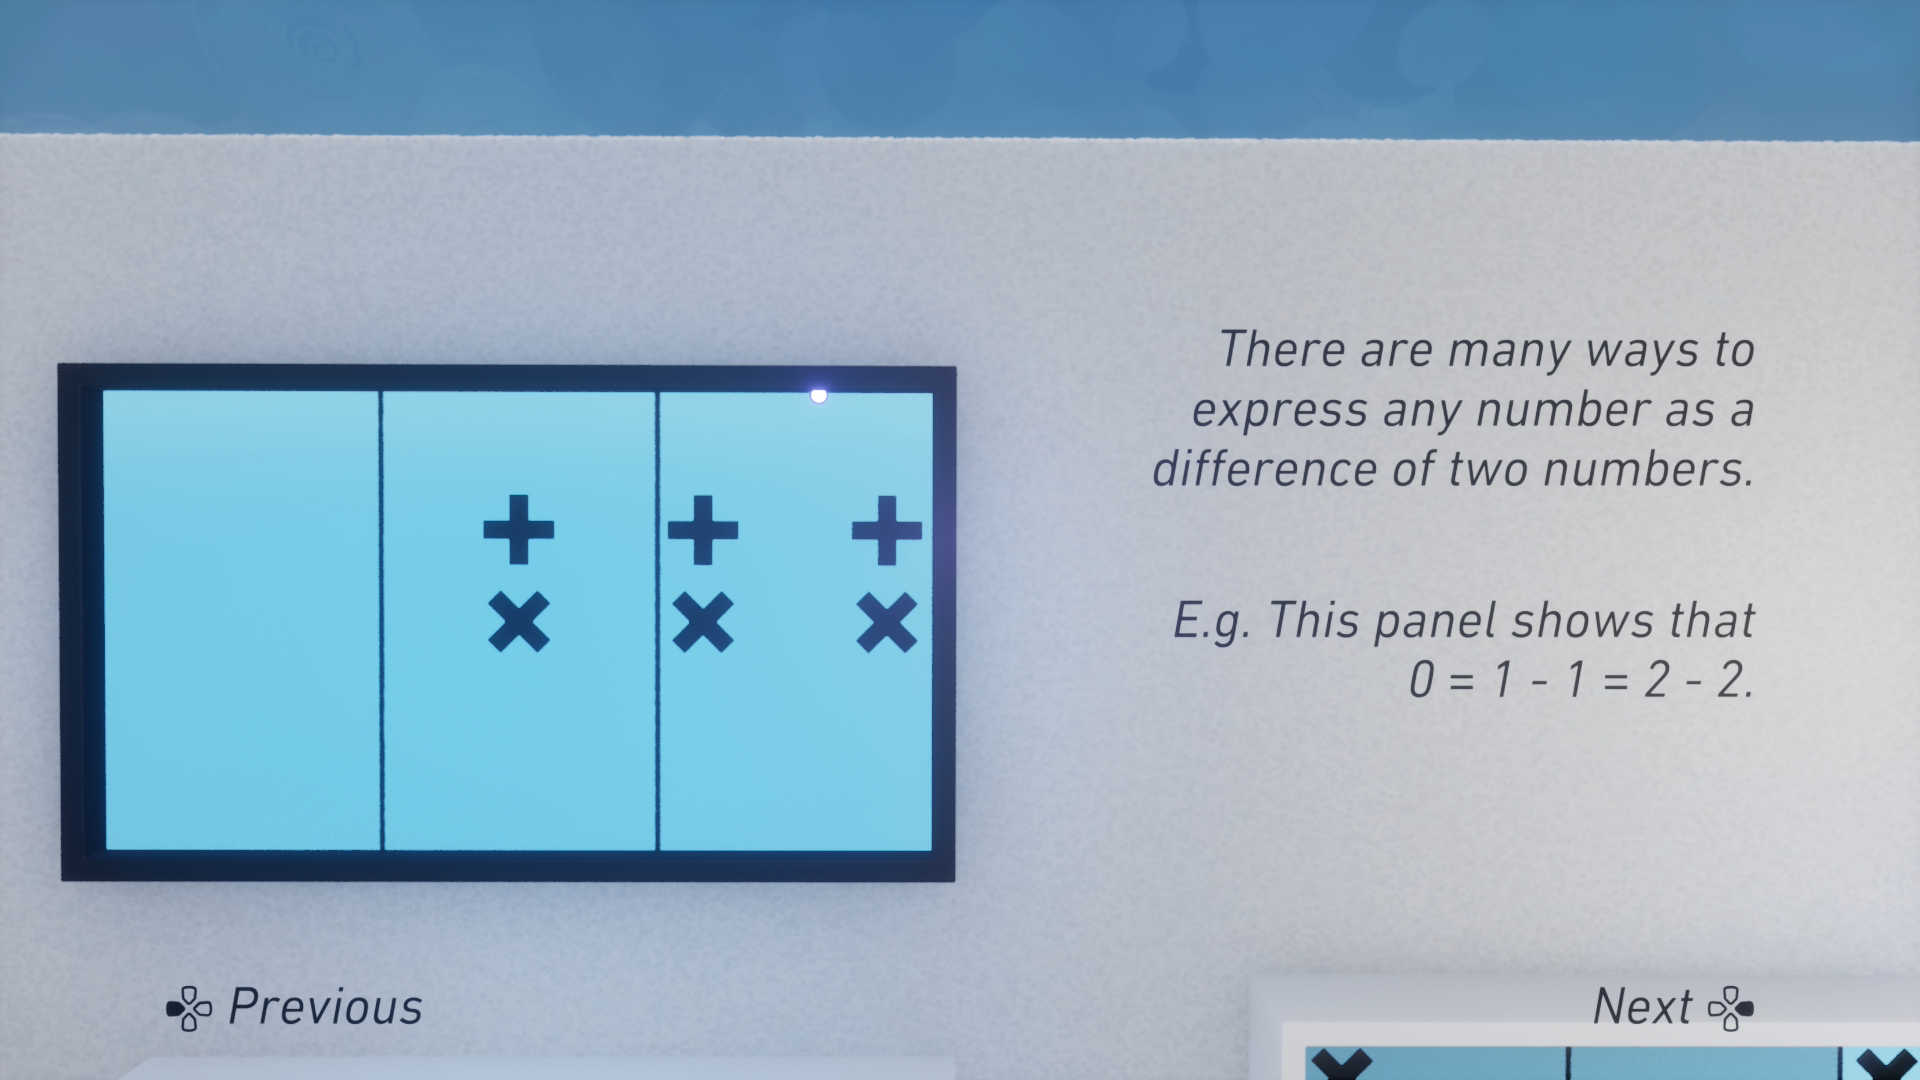 There are many ways to
express any number as a
difference of two numbers.
E.g. This panel shows that
0 = 1 - 1 = 2 - 2.
Previous
Next